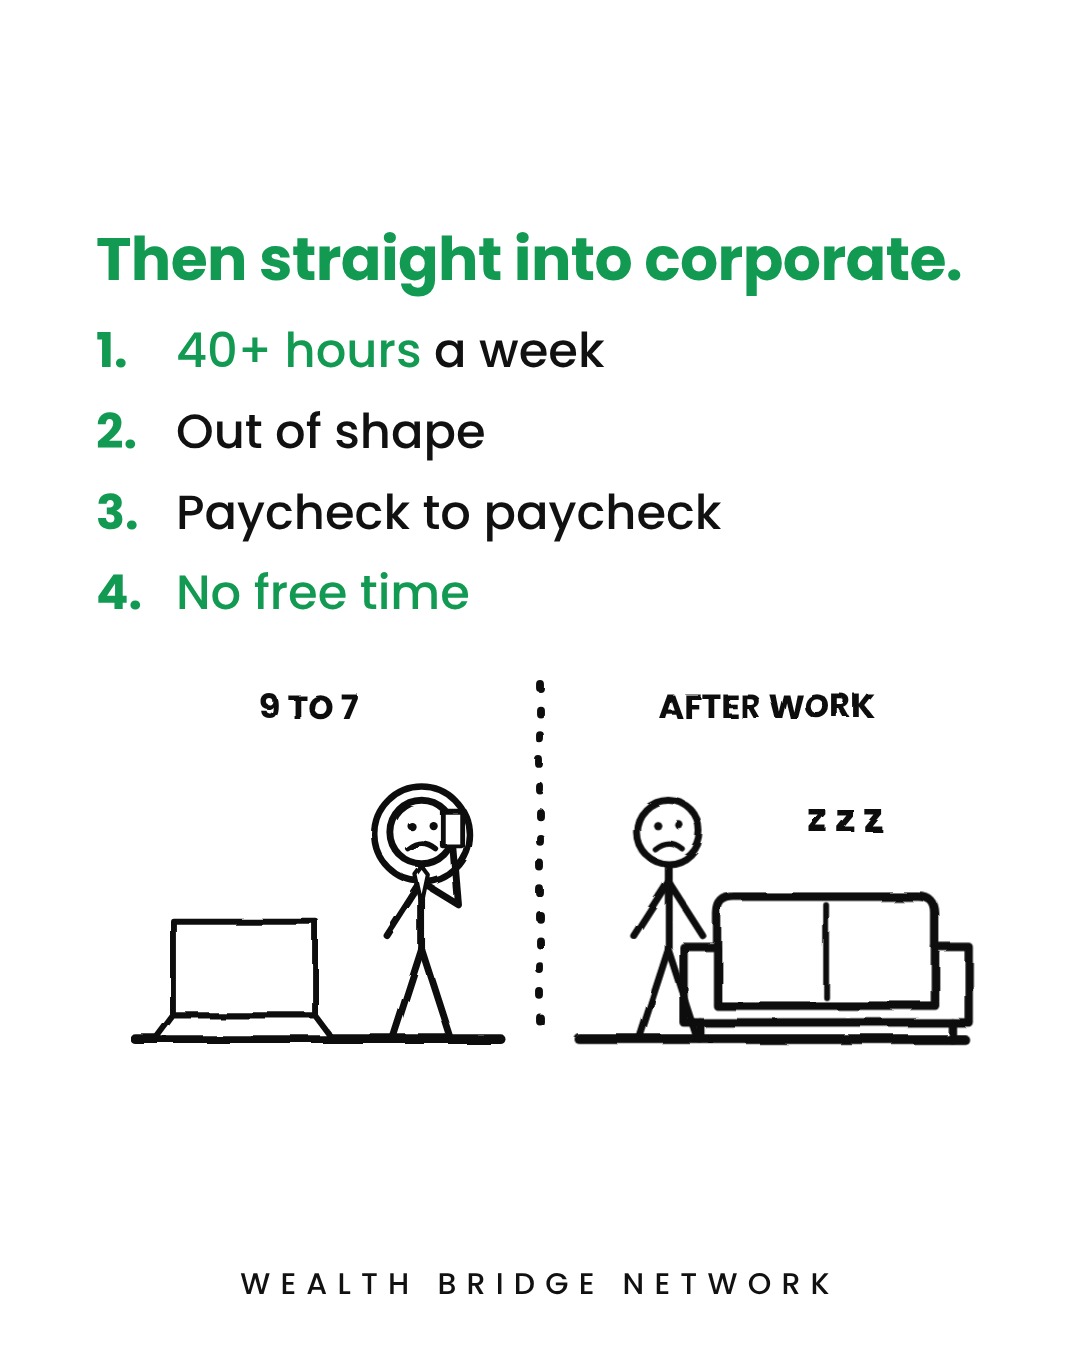 Then straight into corporate.
1. 40+ hours a week
2. Out of shape
3. Paycheck to paycheck
4. No free time
9 TO 7
AFTER WORK
z z z
WEALTH BRIDGE NETWORK